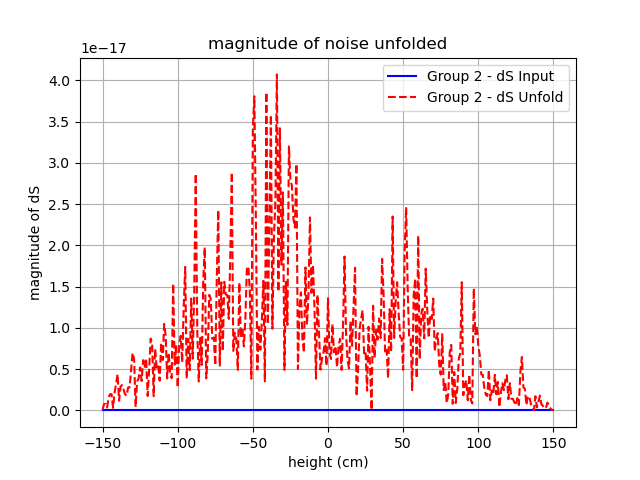 magnitude of noise unfolded
1e−17
Group 2 - dS Input
Group 2 - dS Unfold
4.0
3.5
3.0
2.5
2.0
1.5
1.0
0.5
0.0
magnitude of dS
−150 −100 −50 0 50 100 150
height (cm)